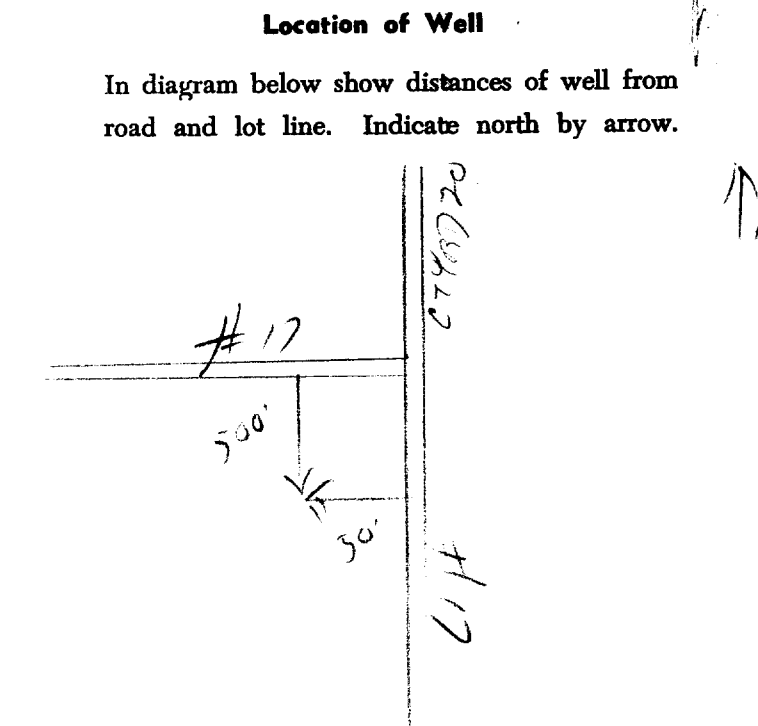 Location of Well
In diagram below show distances of well from
road and lot line. Indicate north by arrow.
# 17
500'
30'